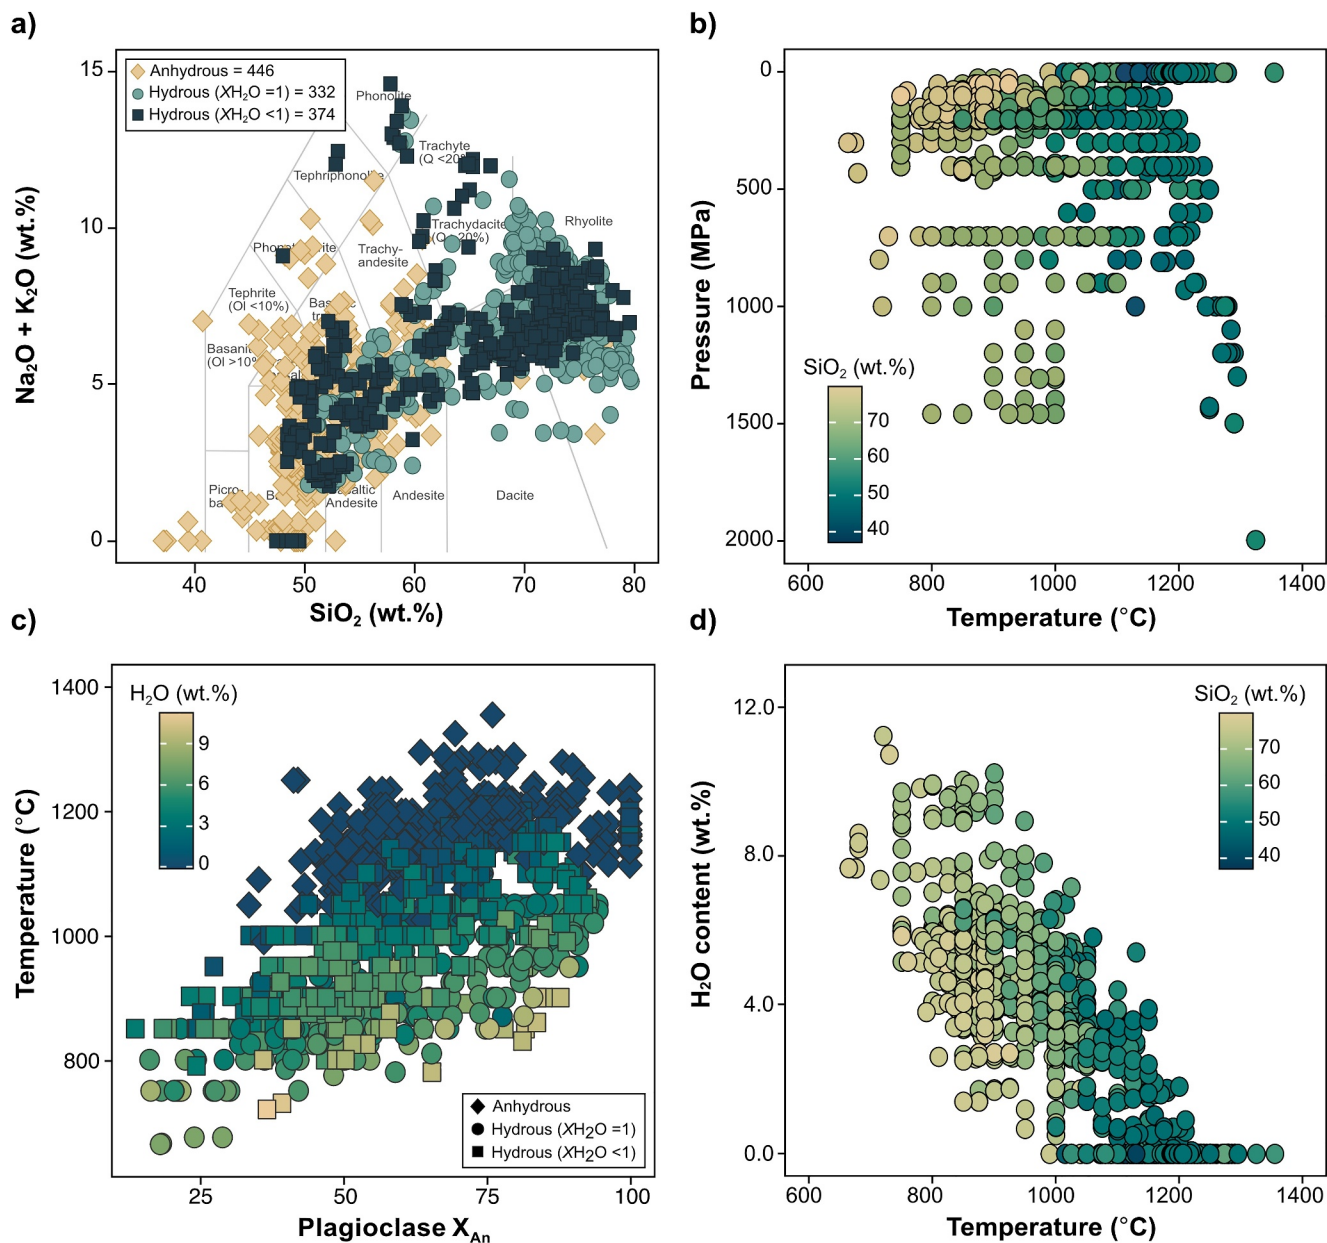 a)
15
10
5
0
Na₂O + K₂O (wt.%)
Anhydrous = 446
Hydrous (XH₂O =1) = 332
Hydrous (XH₂O <1) = 374
Phonolite
Trachyte
(Q <20%)
Tephriphonolite
Trachydacite
Rhyolite
Trachy-
andesite
Tephrite
(Ol <10%)
(Ol >10%
Picro-
Andesite
Andesite
Dacite
40
50
60
70
80
SiO₂ (wt.%)
b)
0
500
1000
1500
2000
Pressure (MPa)
SiO₂ (wt.%)
70
60
50
40
600
800
1000
1200
1400
Temperature (°C)
c)
1400
1200
1000
800
Temperature (°C)
H₂O (wt.%)
9
6
3
0
Anhydrous
Hydrous (XH₂O =1)
Hydrous (XH₂O <1)
25
50
75
100
Plagioclase X_An
d)
12.0
8.0
4.0
0.0
H₂O content (wt.%)
SiO₂ (wt.%)
70
60
50
40
600
800
1000
1200
1400
Temperature (°C)